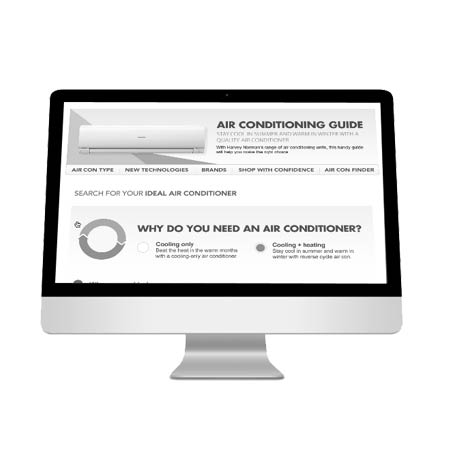 AIR CONDITIONING GUIDE
STAY COOL IN SUMMER AND WARM IN WINTER WITH A
QUALITY AIR CONDITIONER
With Harvey Norman's range of air conditioning units, this handy guide
will help you make the right choice
AIR CON TYPE NEW TECHNOLOGIES BRANDS SHOP WITH CONFIDENCE AIR CON FINDER
SEARCH FOR YOUR IDEAL AIR CONDITIONER
WHY DO YOU NEED AN AIR CONDITIONER?
Cooling only
Beat the heat in the warm months
with a cooling-only air conditioner
Cooling + heating
Stay cool in summer and warm in
winter with reverse cycle air con.